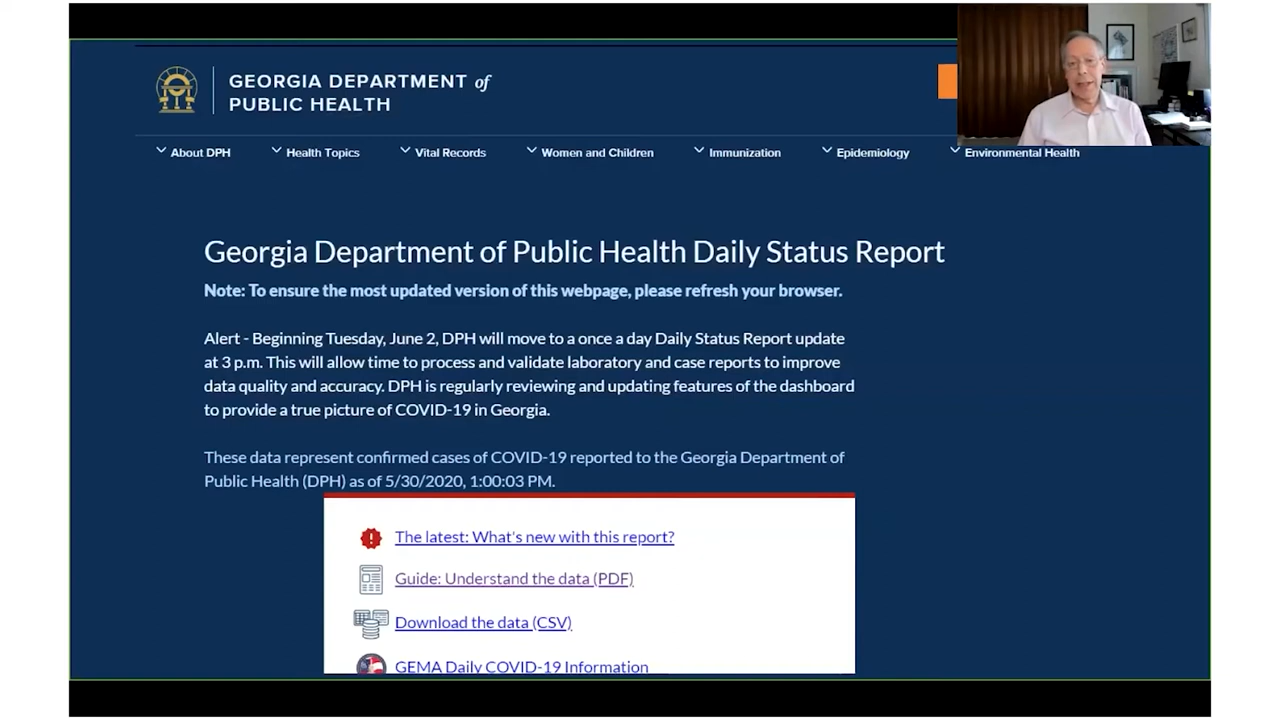 GEORGIA DEPARTMENT of
PUBLIC HEALTH
About DPH
Health Topics
Vital Records
Women and Children
Immunization
Epidemiology
Environmental Health
Georgia Department of Public Health Daily Status Report
Note: To ensure the most updated version of this webpage, please refresh your browser.
Alert - Beginning Tuesday, June 2, DPH will move to a once a day Daily Status Report update
at 3 p.m. This will allow time to process and validate laboratory and case reports to improve
data quality and accuracy. DPH is regularly reviewing and updating features of the dashboard
to provide a true picture of COVID-19 in Georgia.
These data represent confirmed cases of COVID-19 reported to the Georgia Department of
Public Health (DPH) as of 5/30/2020, 1:00:03 PM.
The latest: What's new with this report?
Guide: Understand the data (PDF)
Download the data (CSV)
GEMA Daily COVID-19 Information